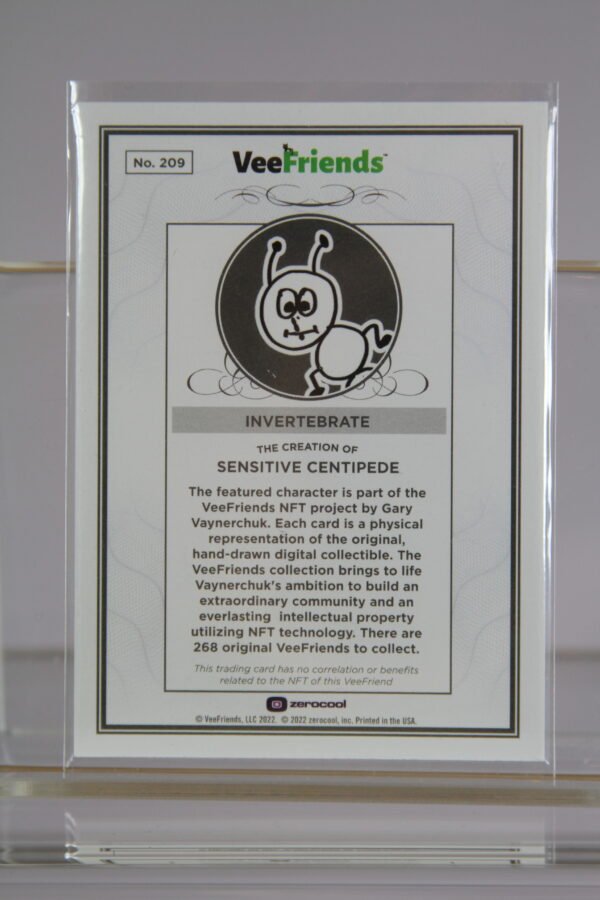 No. 209
VeeFriends™
INVERTEBRATE
THE CREATION OF
SENSITIVE CENTIPEDE
The featured character is part of the
VeeFriends NFT project by Gary
Vaynerchuk. Each card is a physical
representation of the original,
hand-drawn digital collectible. The
VeeFriends collection brings to life
Vaynerchuk's ambition to build an
extraordinary community and an
everlasting intellectual property
utilizing NFT technology. There are
268 original VeeFriends to collect.
This trading card has no correlation or benefits
related to the NFT of this VeeFriend
zerocool
© VeeFriends, LLC 2022. © 2022 zerocool, inc. Printed in the USA.